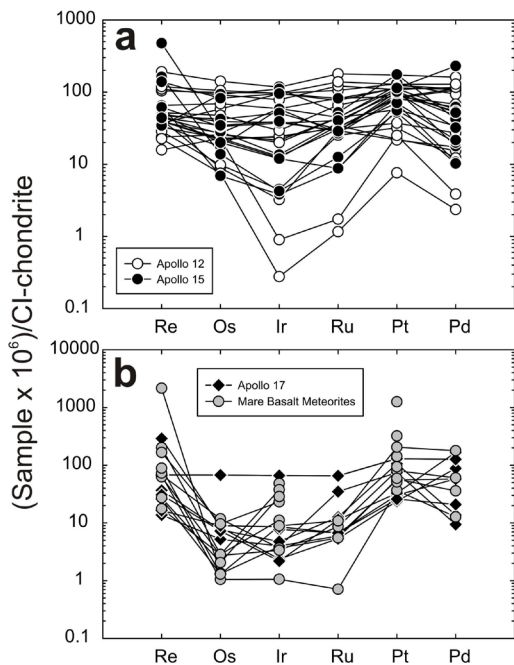 (Sample x 10⁶)/CI-chondrite
a
1000
100
10
1
0.1
Apollo 12
Apollo 15
Re Os Ir Ru Pt Pd
b
10000
1000
100
10
1
0.1
Apollo 17
Mare Basalt Meteorites
Re Os Ir Ru Pt Pd